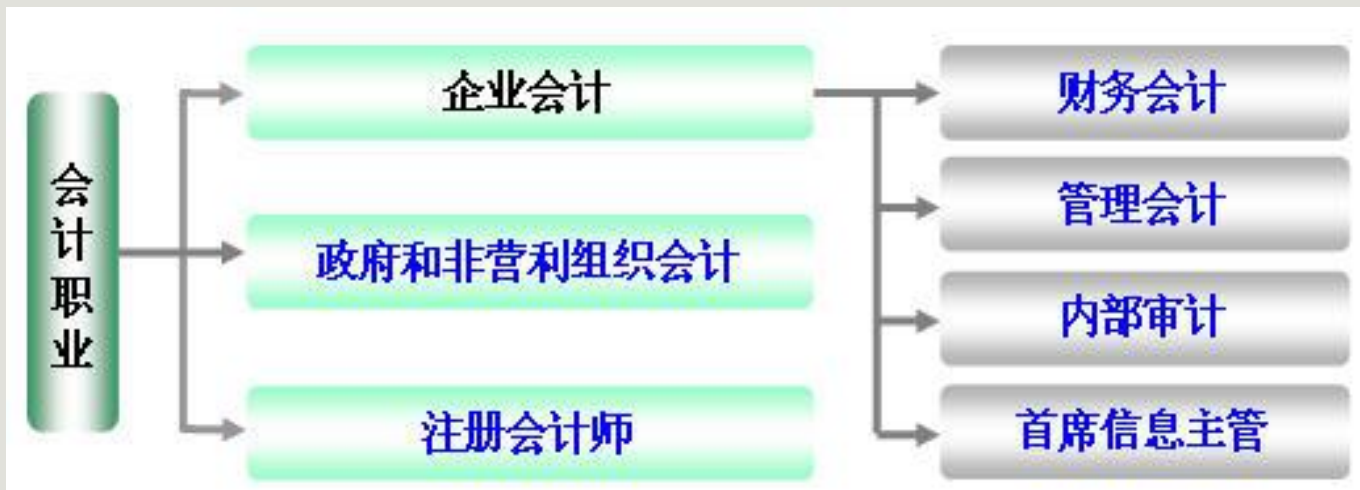 会计职业
企业会计
政府和非营利组织会计
注册会计师
财务会计
管理会计
内部审计
首席信息主管